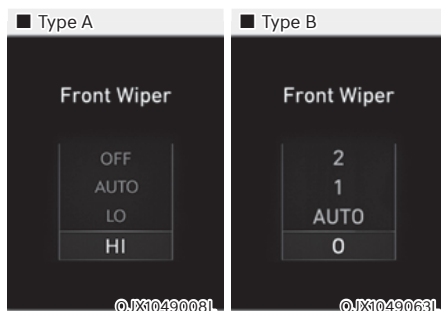 ■ Type A
Front Wiper
OFF
AUTO
LO
HI
OJX1049008L
■ Type B
Front Wiper
2
1
AUTO
0
OJX1049063L